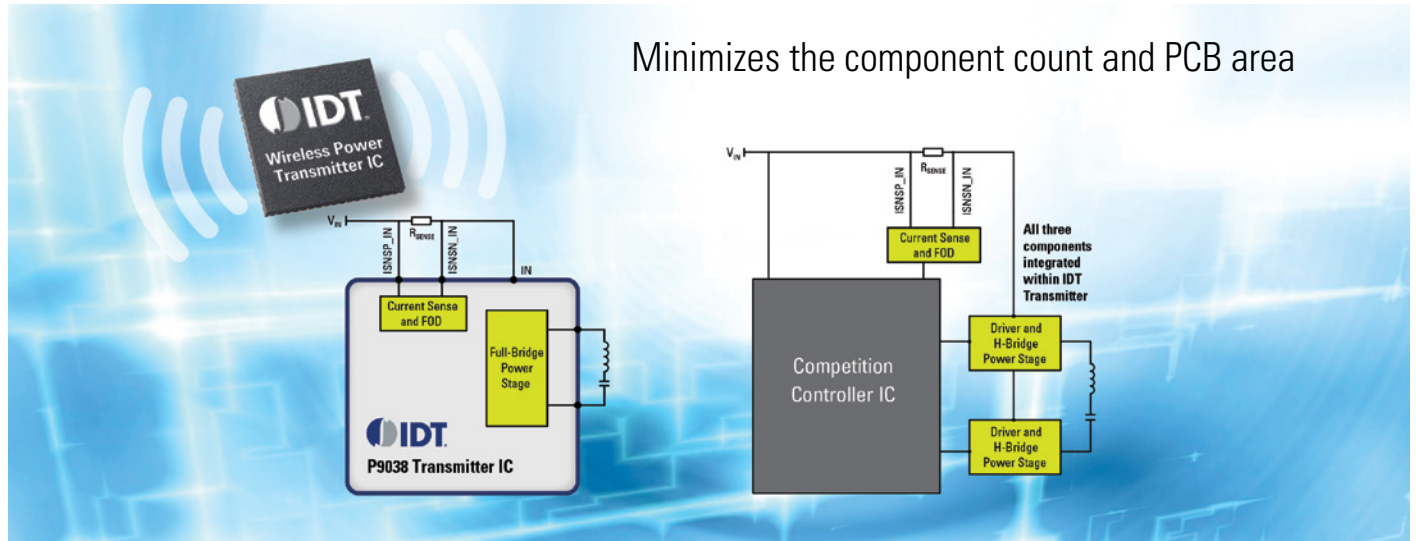 Minimizes the component count and PCB area
IDT
Wireless Power
Transmitter IC
VIN
RSENSE
ISNSP_IN
ISNSN_IN
IN
Current Sense
and FOD
Full-Bridge
Power
Stage
IDT
P9038 Transmitter IC
VIN
RSENSE
ISNSP_IN
ISNSN_IN
Current Sense
and FOD
All three
components
integrated
within IDT
Transmitter
Competition
Controller IC
Driver and
H-Bridge
Power Stage
Driver and
H-Bridge
Power Stage